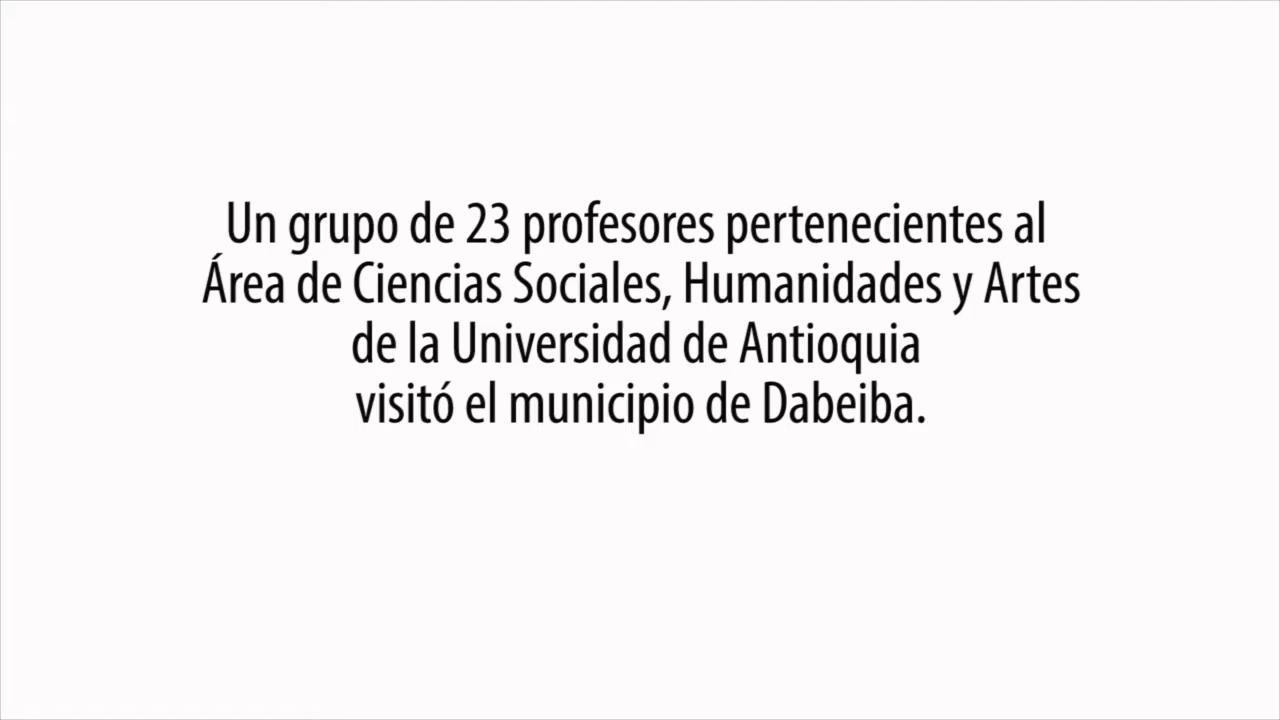 Un grupo de 23 profesores pertenecientes al
Área de Ciencias Sociales, Humanidades y Artes
de la Universidad de Antioquia
visitó el municipio de Dabeiba.